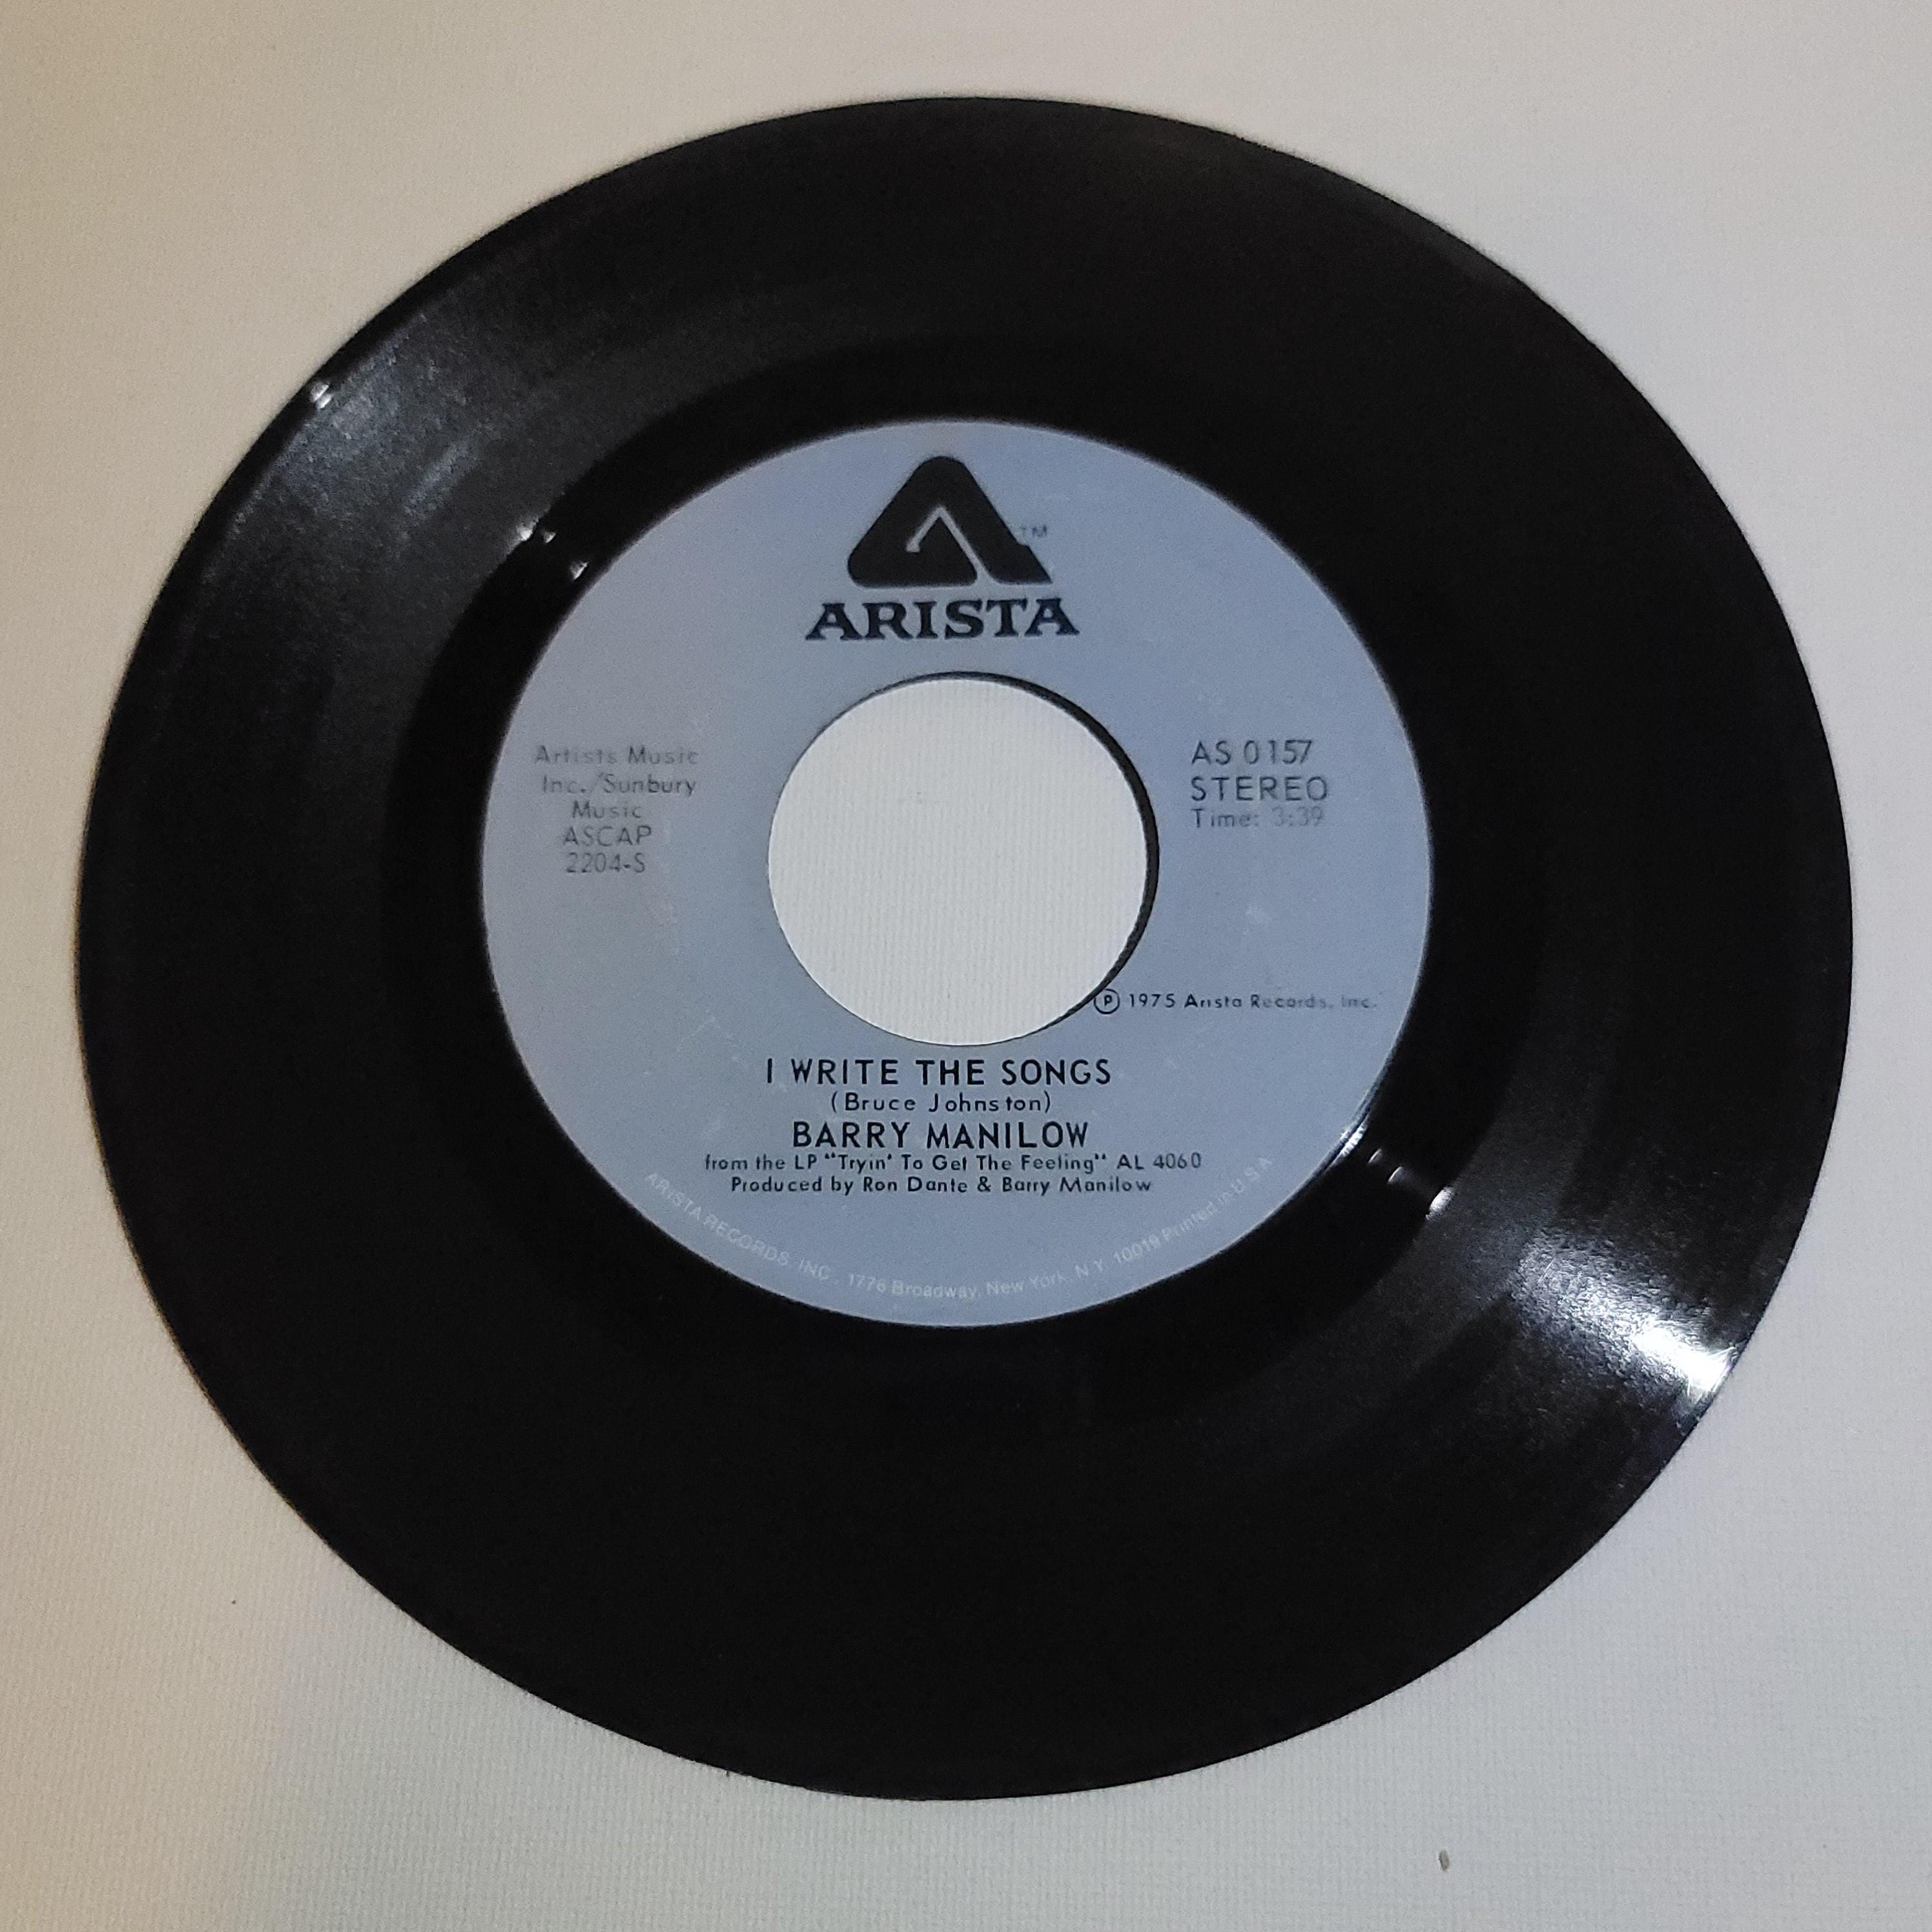 TM
ARISTA
Artists Music
Inc./Sunbury
Music
ASCAP
2204-S
AS 0157
STEREO
Time: 3:39
Ⓟ 1975 Arista Records, Inc.
I WRITE THE SONGS
(Bruce Johnston)
BARRY MANILOW
from the LP "Tryin' To Get The Feeling" AL 4060
Produced by Ron Dante & Barry Manilow
ARISTA RECORDS, INC., 1776 Broadway, New York, N.Y. 10019 Printed in U.S.A.